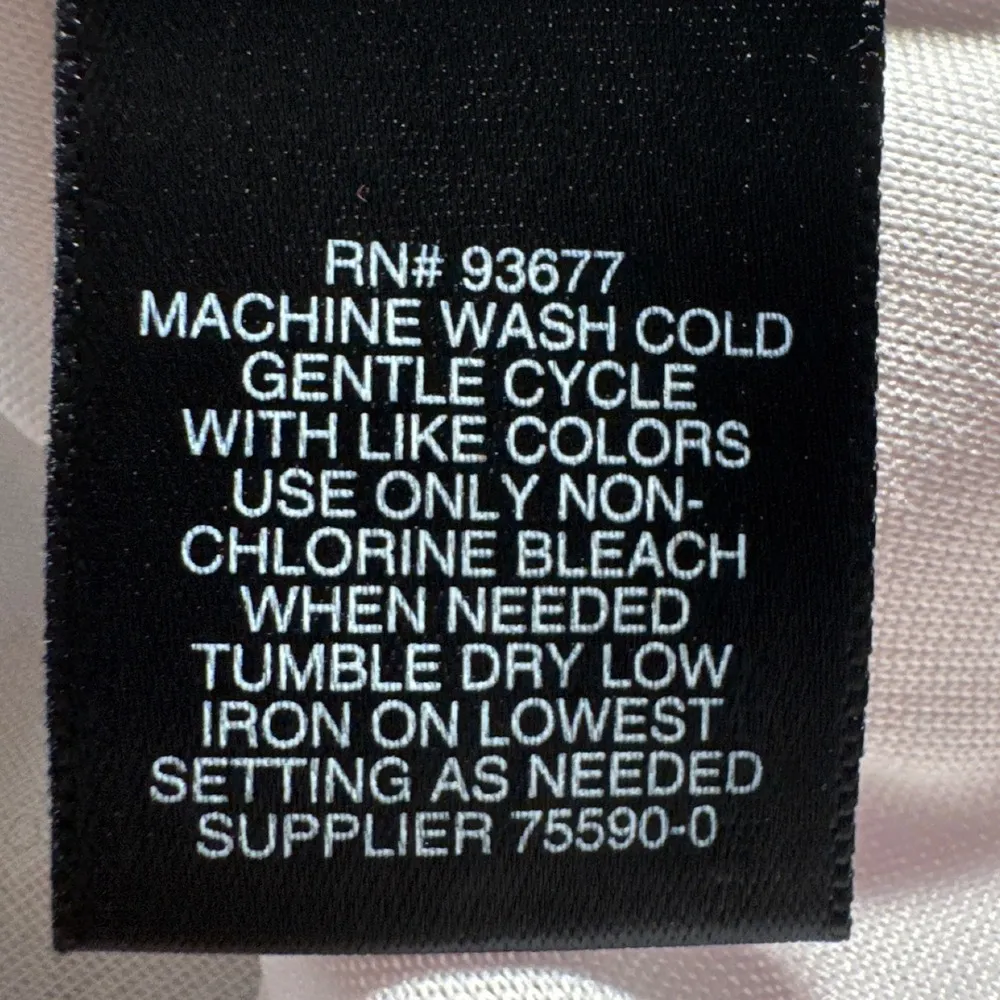 RN# 93677
MACHINE WASH COLD
GENTLE CYCLE
WITH LIKE COLORS
USE ONLY NON-
CHLORINE BLEACH
WHEN NEEDED
TUMBLE DRY LOW
IRON ON LOWEST
SETTING AS NEEDED
SUPPLIER 75590-0